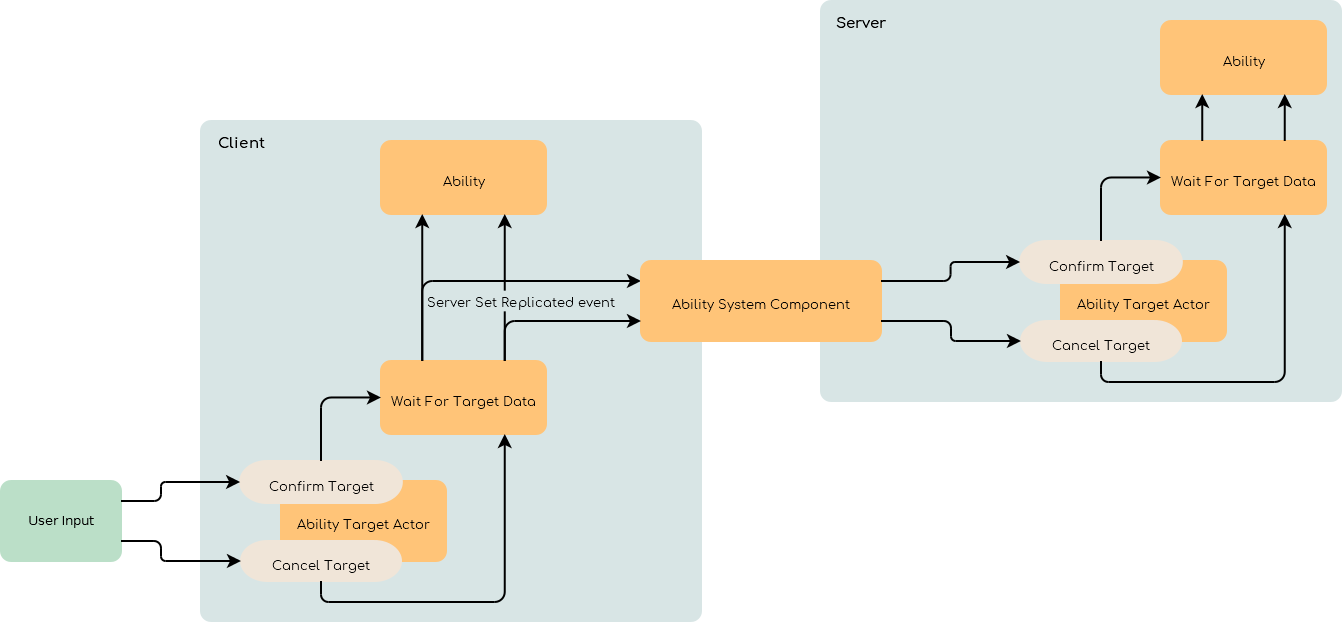 Server
Ability
Wait For Target Data
Confirm Target
Ability Target Actor
Cancel Target
Client
Ability
Server Set Replicated event
Ability System Component
Wait For Target Data
Confirm Target
Ability Target Actor
Cancel Target
User Input